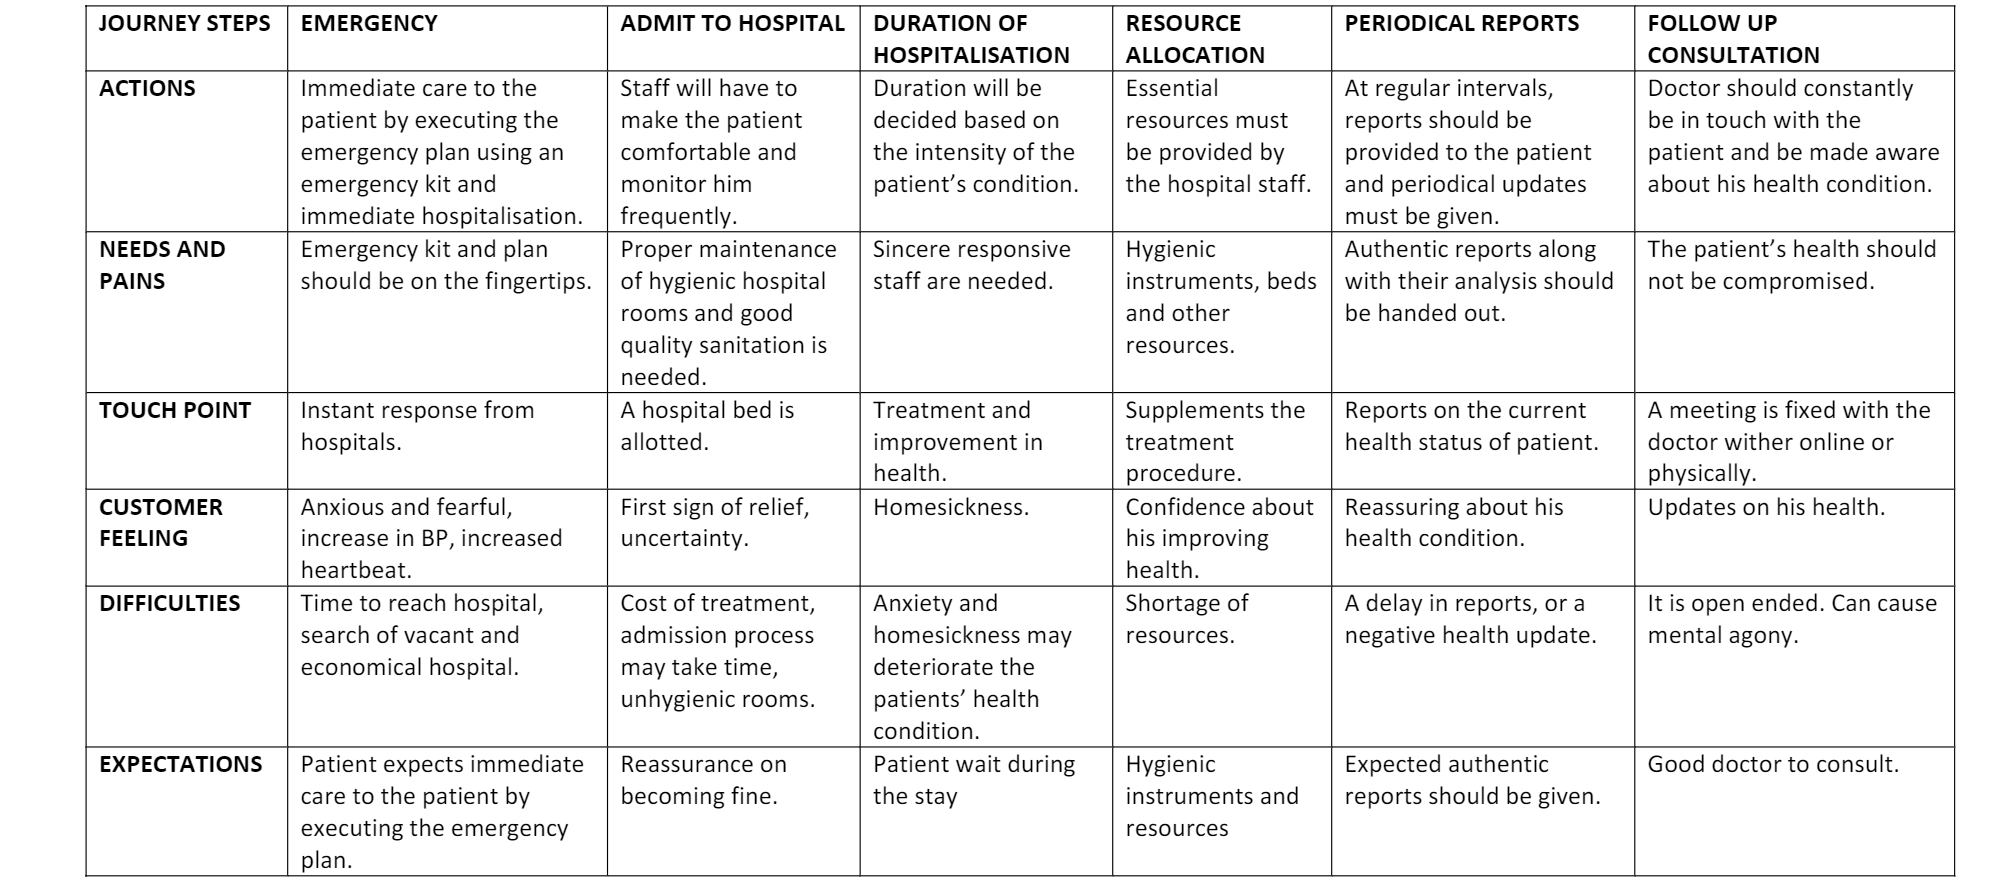 JOURNEY STEPS
EMERGENCY
ADMIT TO HOSPITAL
DURATION OF
HOSPITALISATION
RESOURCE
ALLOCATION
PERIODICAL REPORTS
FOLLOW UP
CONSULTATION
ACTIONS
Immediate care to the
patient by executing the
emergency plan using an
emergency kit and
immediate hospitalisation.
Staff will have to
make the patient
comfortable and
monitor him
frequently.
Duration will be
decided based on
the intensity of the
patient’s condition.
Essential
resources must
be provided by
the hospital staff.
At regular intervals,
reports should be
provided to the patient
and periodical updates
must be given.
Doctor should constantly
be in touch with the
patient and be made aware
about his health condition.
NEEDS AND
PAINS
Emergency kit and plan
should be on the fingertips.
Proper maintenance
of hygienic hospital
rooms and good
quality sanitation is
needed.
Sincere responsive
staff are needed.
Hygienic
instruments, beds
and other
resources.
Authentic reports along
with their analysis should
be handed out.
The patient’s health should
not be compromised.
TOUCH POINT
Instant response from
hospitals.
A hospital bed is
allotted.
Treatment and
improvement in
health.
Supplements the
treatment
procedure.
Reports on the current
health status of patient.
A meeting is fixed with the
doctor wither online or
physically.
CUSTOMER
FEELING
Anxious and fearful,
increase in BP, increased
heartbeat.
First sign of relief,
uncertainty.
Homesickness.
Confidence about
his improving
health.
Reassuring about his
health condition.
Updates on his health.
DIFFICULTIES
Time to reach hospital,
search of vacant and
economical hospital.
Cost of treatment,
admission process
may take time,
unhygienic rooms.
Anxiety and
homesickness may
deteriorate the
patients’ health
condition.
Shortage of
resources.
A delay in reports, or a
negative health update.
It is open ended. Can cause
mental agony.
EXPECTATIONS
Patient expects immediate
care to the patient by
executing the emergency
plan.
Reassurance on
becoming fine.
Patient wait during
the stay
Hygienic
instruments and
resources
Expected authentic
reports should be given.
Good doctor to consult.